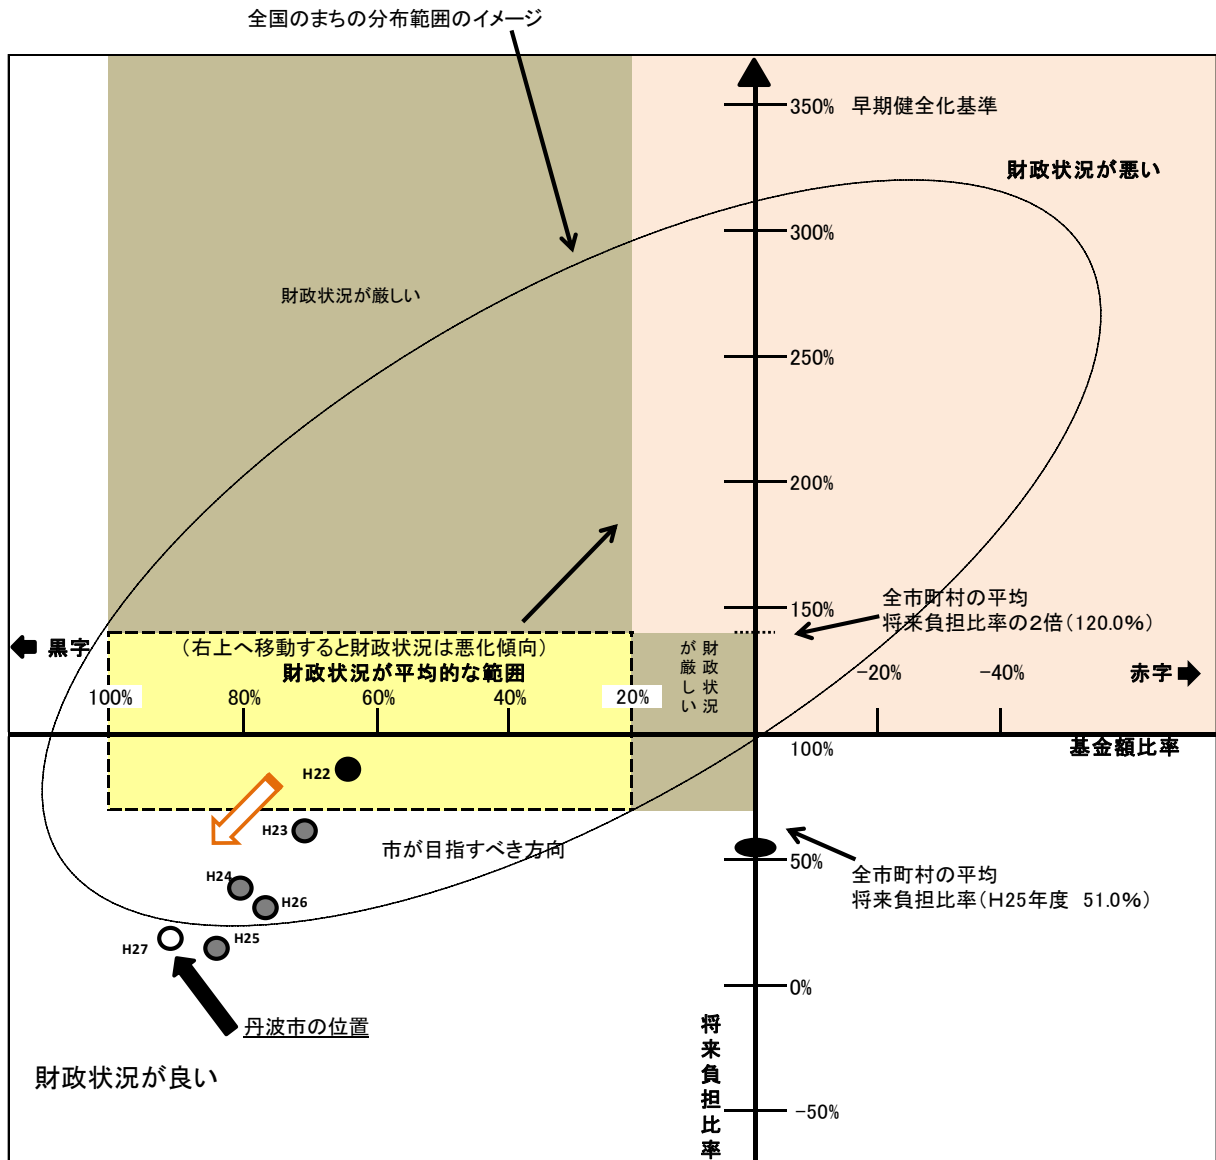 全国のまちの分布範囲のイメージ
350%
早期健全化基準
財政状況が悪い
300%
財政状況が厳しい
250%
200%
150%
全市町村の平均
将来負担比率の2倍(120.0%)
黒字
(右上へ移動すると財政状況は悪化傾向)
財政状況が平均的な範囲
財政状況
が厳しい
−20%
−40%
赤字
100%
80%
60%
40%
20%
100%
基金額比率
H22
H23
市が目指すべき方向
50%
全市町村の平均
将来負担比率(H25年度 51.0%)
H24
H26
H27
H25
0%
丹波市の位置
将来負担比率
財政状況が良い
−50%